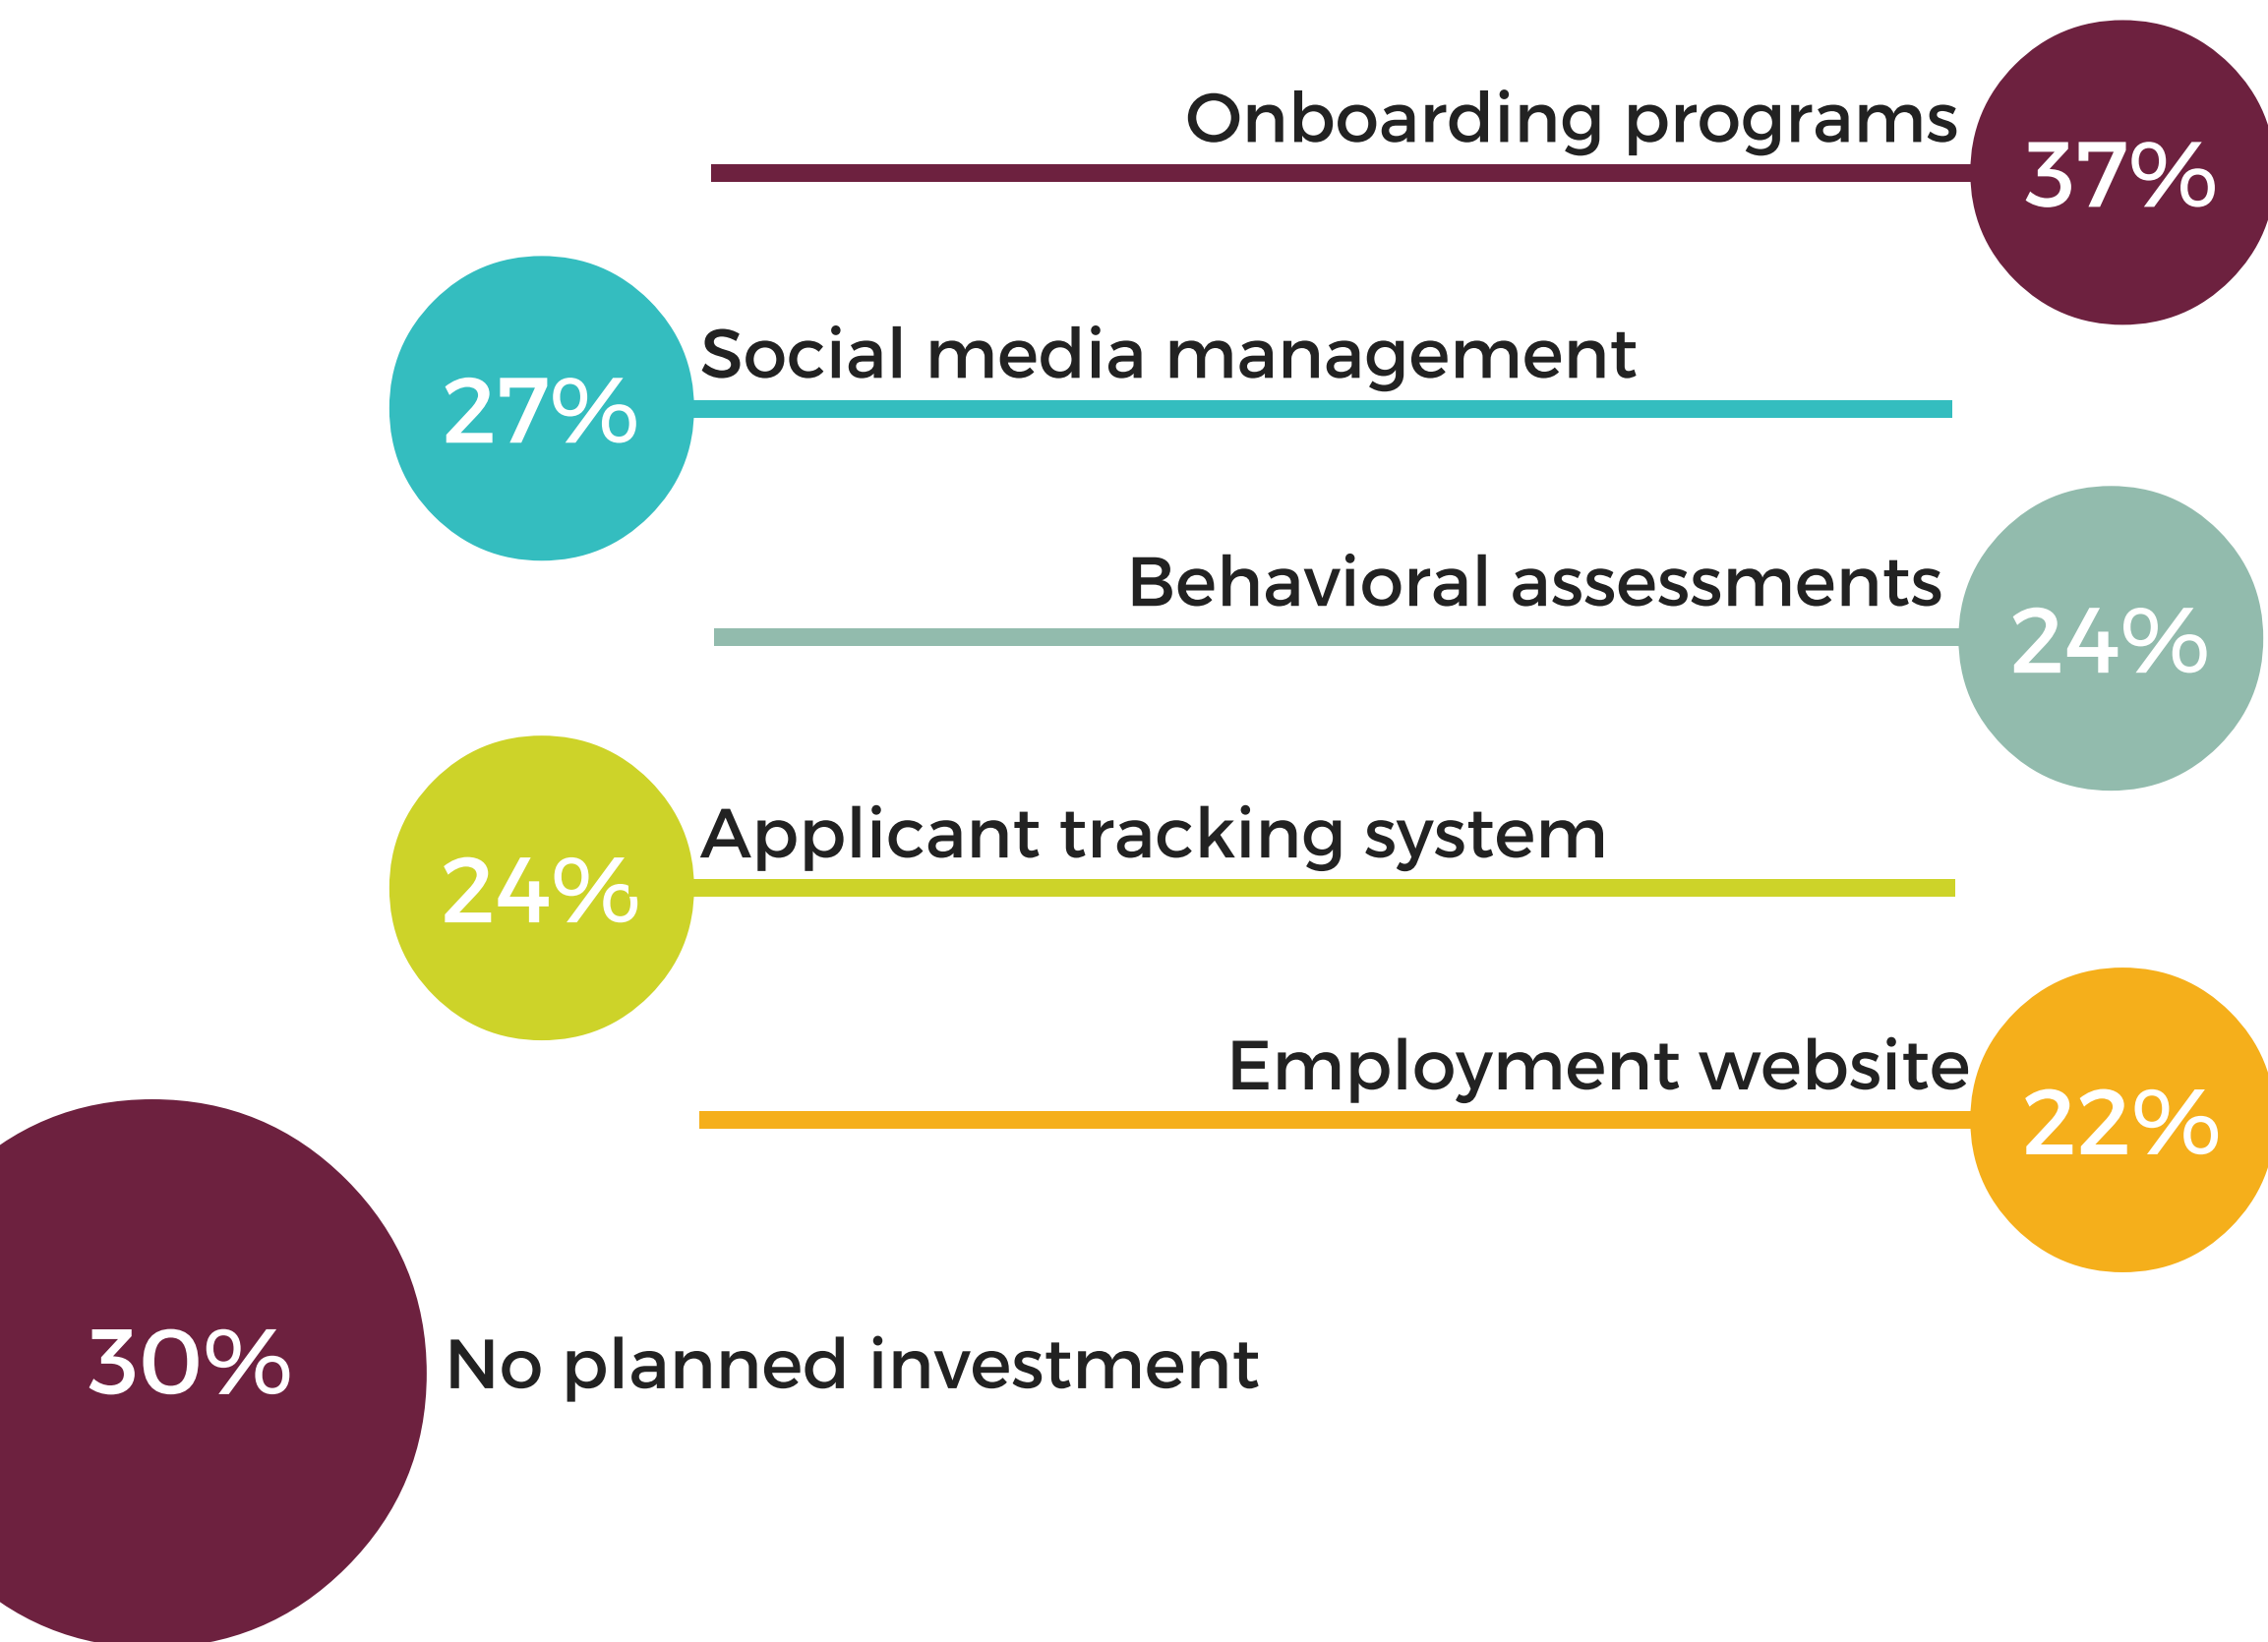 Onboarding programs
37%
Social media management
27%
Behavioral assessments
24%
Applicant tracking system
24%
Employment website
22%
30%
No planned investment